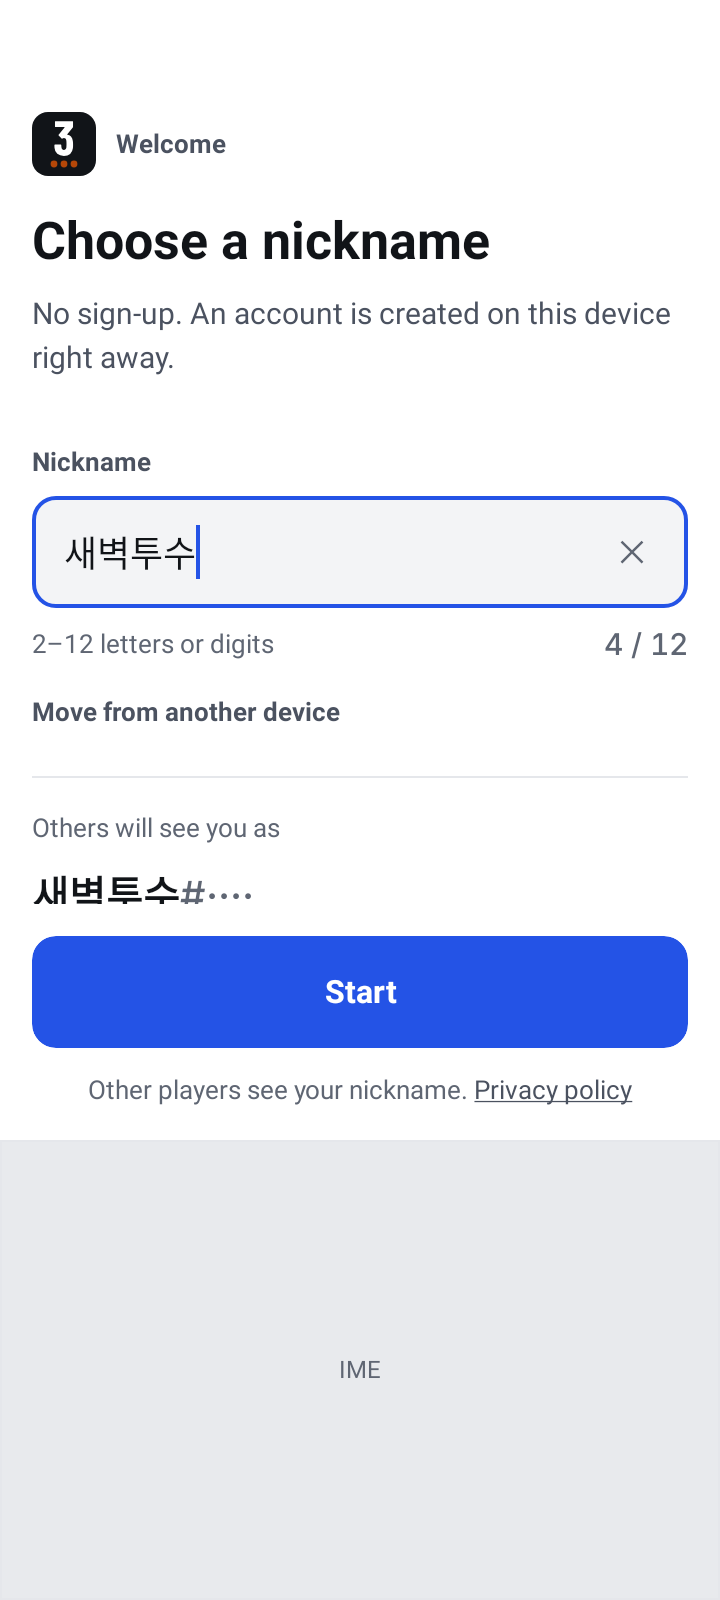 3
Welcome
Choose a nickname
No sign-up. An account is created on this device
right away.
Nickname
새벽투수
2–12 letters or digits
4 / 12
Move from another device
Others will see you as
새벽투수#····
Start
Other players see your nickname. Privacy policy
IME